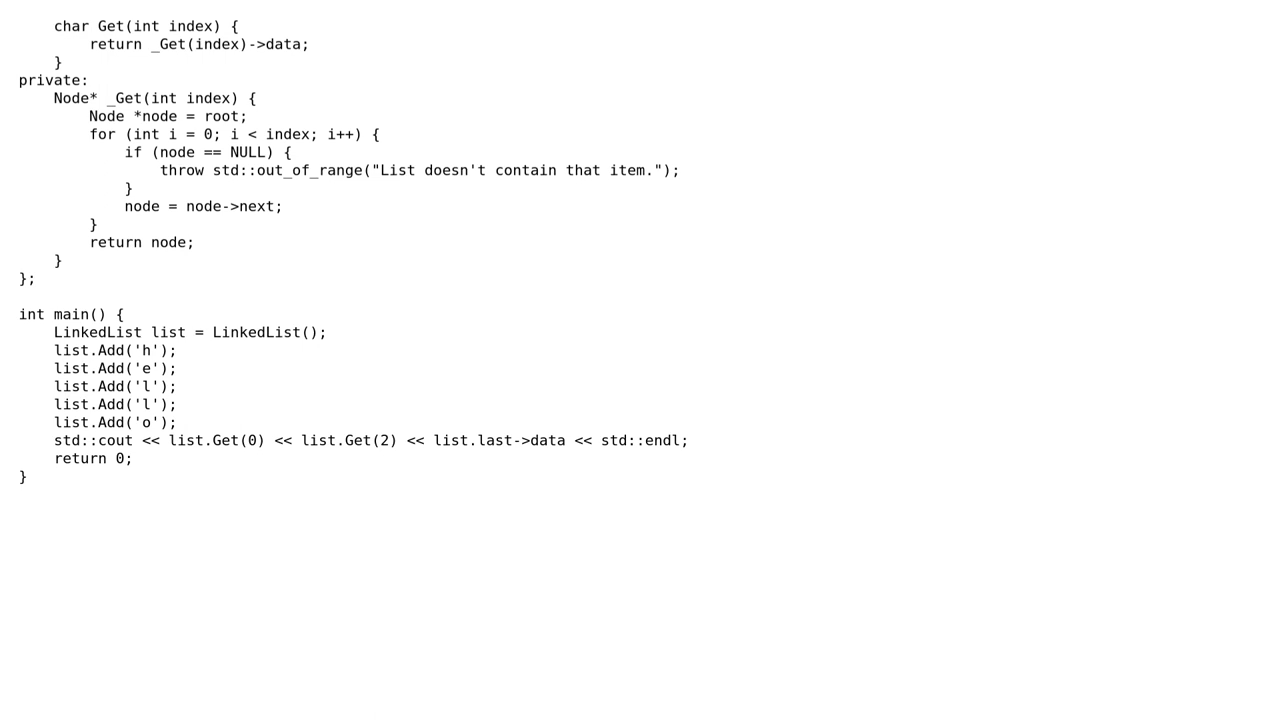 char Get(int index) {
        return _Get(index)->data;
    }
private:
    Node* _Get(int index) {
        Node *node = root;
        for (int i = 0; i < index; i++) {
            if (node == NULL) {
                throw std::out_of_range("List doesn't contain that item.");
            }
            node = node->next;
        }
        return node;
    }
};

int main() {
    LinkedList list = LinkedList();
    list.Add('h');
    list.Add('e');
    list.Add('l');
    list.Add('l');
    list.Add('o');
    std::cout << list.Get(0) << list.Get(2) << list.last->data << std::endl;
    return 0;
}